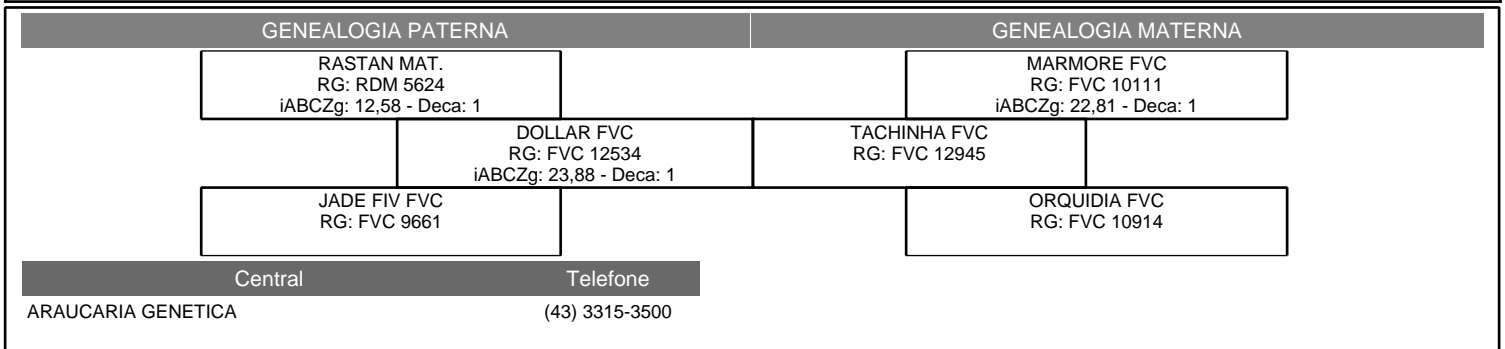 GENEALOGIA PATERNA
GENEALOGIA MATERNA
RASTAN MAT.
RG: RDM 5624
iABCZg: 12,58 - Deca: 1
MARMORE FVC
RG: FVC 10111
iABCZg: 22,81 - Deca: 1
DOLLAR FVC
RG: FVC 12534
iABCZg: 23,88 - Deca: 1
TACHINHA FVC
RG: FVC 12945
JADE FIV FVC
RG: FVC 9661
ORQUIDIA FVC
RG: FVC 10914
Central Telefone
ARAUCARIA GENETICA (43) 3315-3500